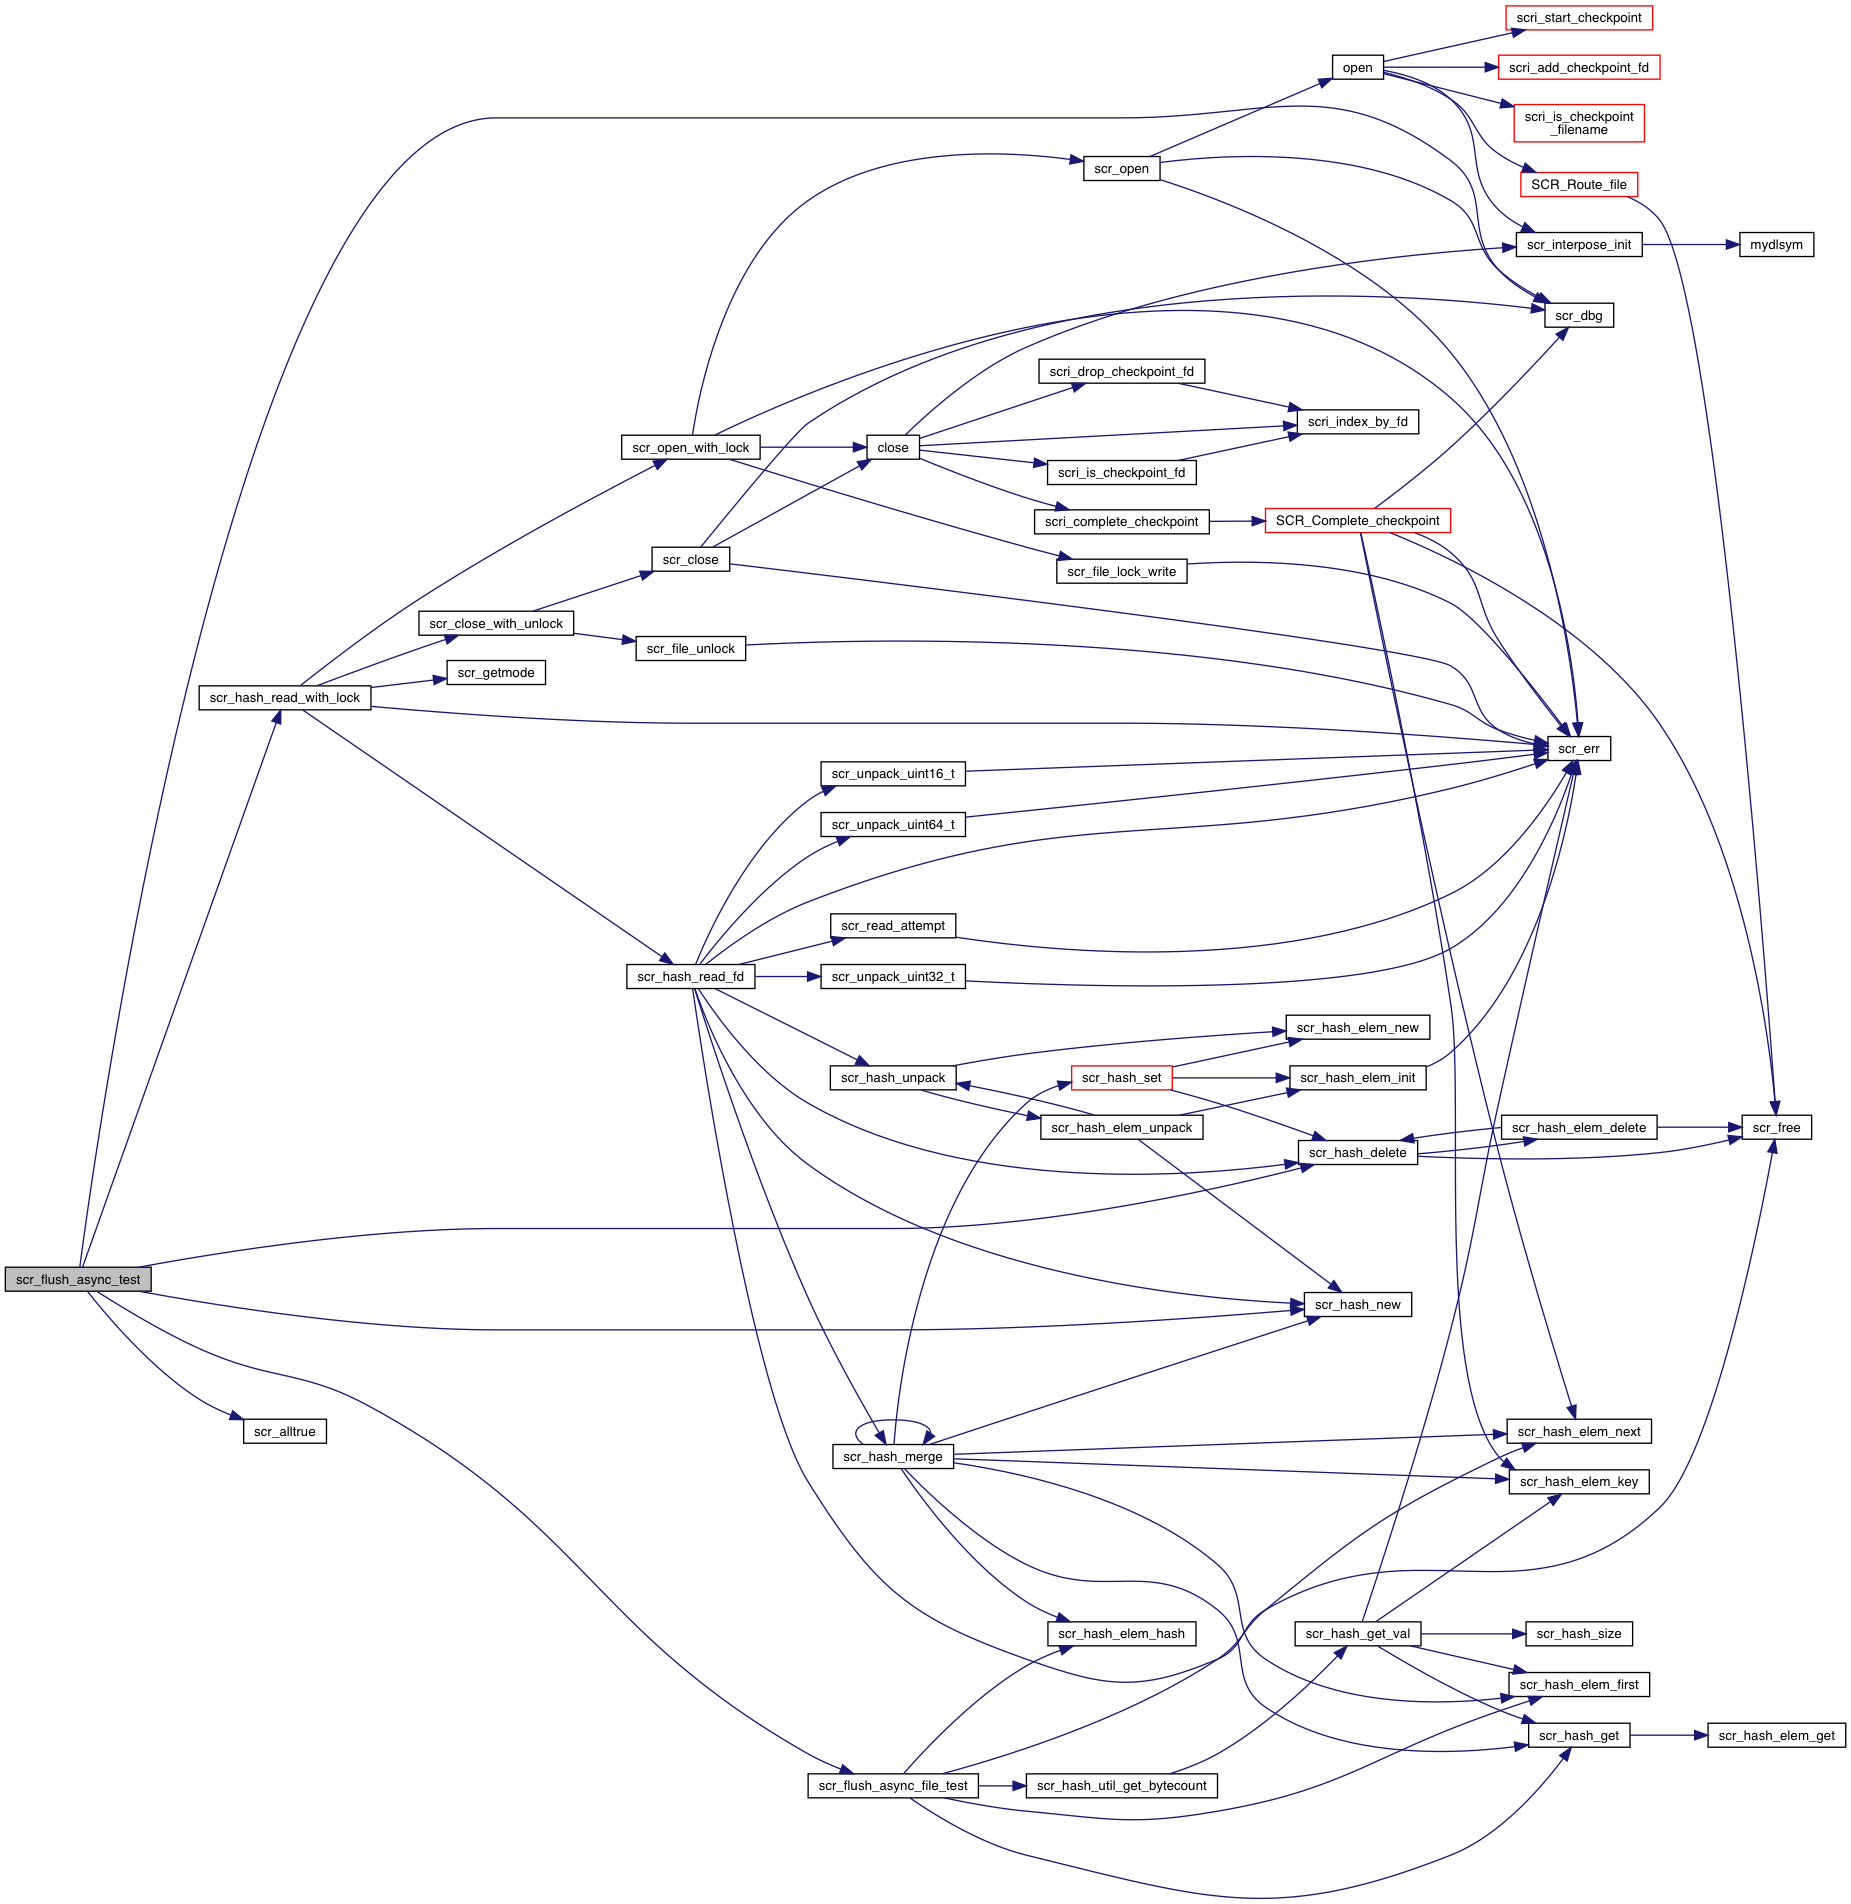 scri_start_checkpoint
open
scri_add_checkpoint_fd
scri_is_checkpoint
_filename
scr_open
SCR_Route_file
scr_interpose_init
mydlsym
scr_dbg
scri_drop_checkpoint_fd
scri_index_by_fd
scr_open_with_lock
close
scri_is_checkpoint_fd
scri_complete_checkpoint
SCR_Complete_checkpoint
scr_close
scr_file_lock_write
scr_close_with_unlock
scr_file_unlock
scr_getmode
scr_hash_read_with_lock
scr_err
scr_unpack_uint16_t
scr_unpack_uint64_t
scr_read_attempt
scr_hash_read_fd
scr_unpack_uint32_t
scr_hash_elem_new
scr_hash_unpack
scr_hash_set
scr_hash_elem_init
scr_hash_elem_unpack
scr_hash_elem_delete
scr_free
scr_hash_delete
scr_flush_async_test
scr_hash_new
scr_alltrue
scr_hash_elem_next
scr_hash_merge
scr_hash_elem_key
scr_hash_elem_hash
scr_hash_get_val
scr_hash_size
scr_hash_elem_first
scr_hash_get
scr_hash_elem_get
scr_flush_async_file_test
scr_hash_util_get_bytecount